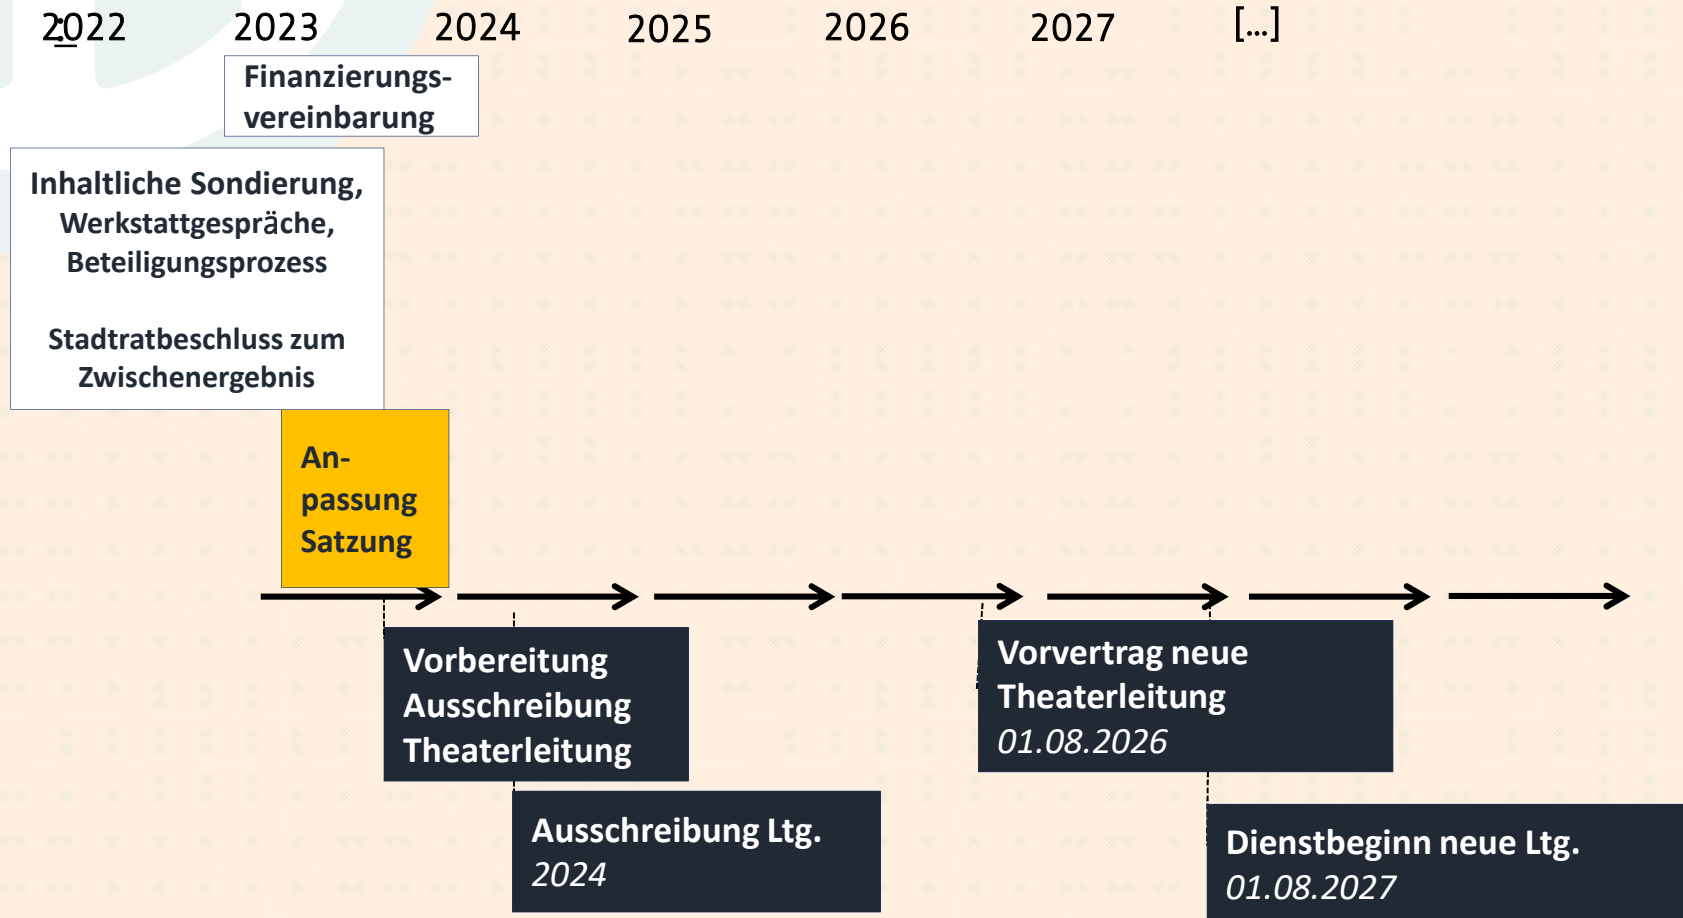 2022 2023 2024 2025 2026 2027 [...]
Finanzierungs-
vereinbarung
Inhaltliche Sondierung,
Werkstattgespräche,
Beteiligungsprozess
Stadtratbeschluss zum
Zwischenergebnis
An-
passung
Satzung
Vorbereitung
Ausschreibung
Theaterleitung
Ausschreibung Ltg.
2024
Vorvertrag neue
Theaterleitung
01.08.2026
Dienstbeginn neue Ltg.
01.08.2027